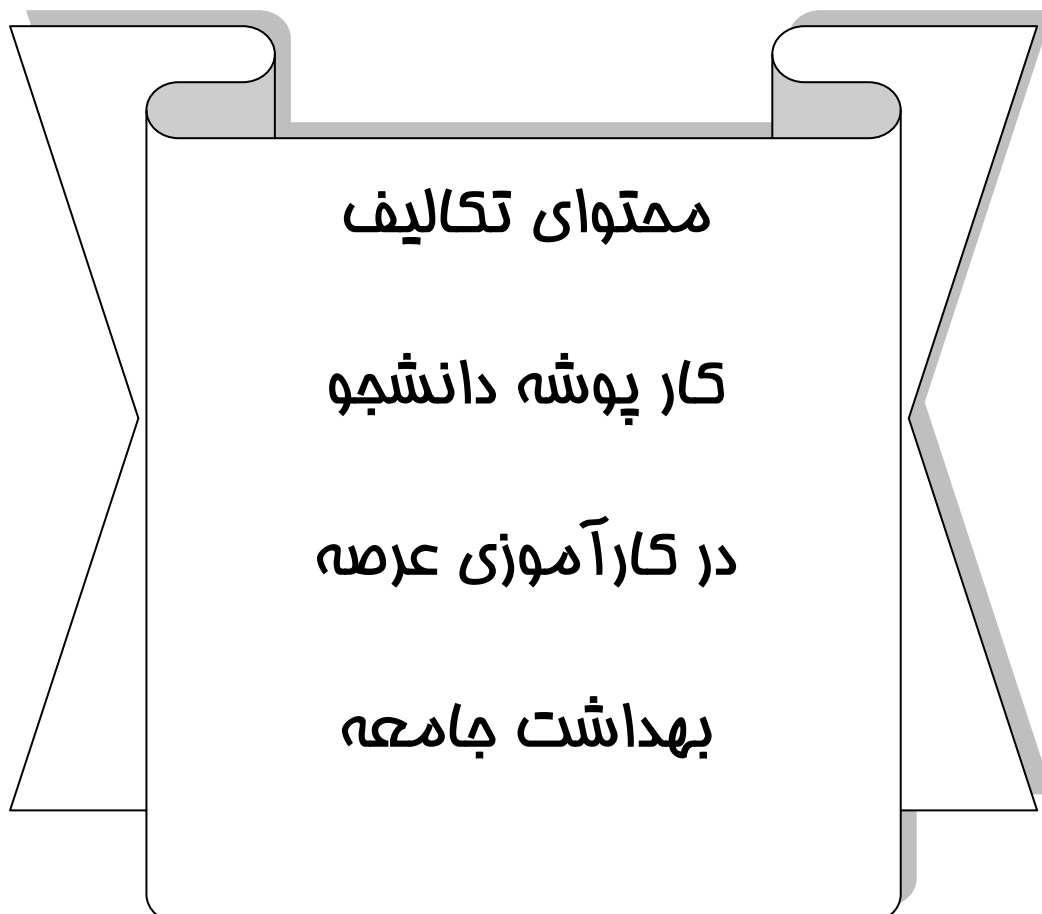 محتوای تکالیف
کار پوشه دانشجو
در کارآموزی عرصه
بهداشت جامعه